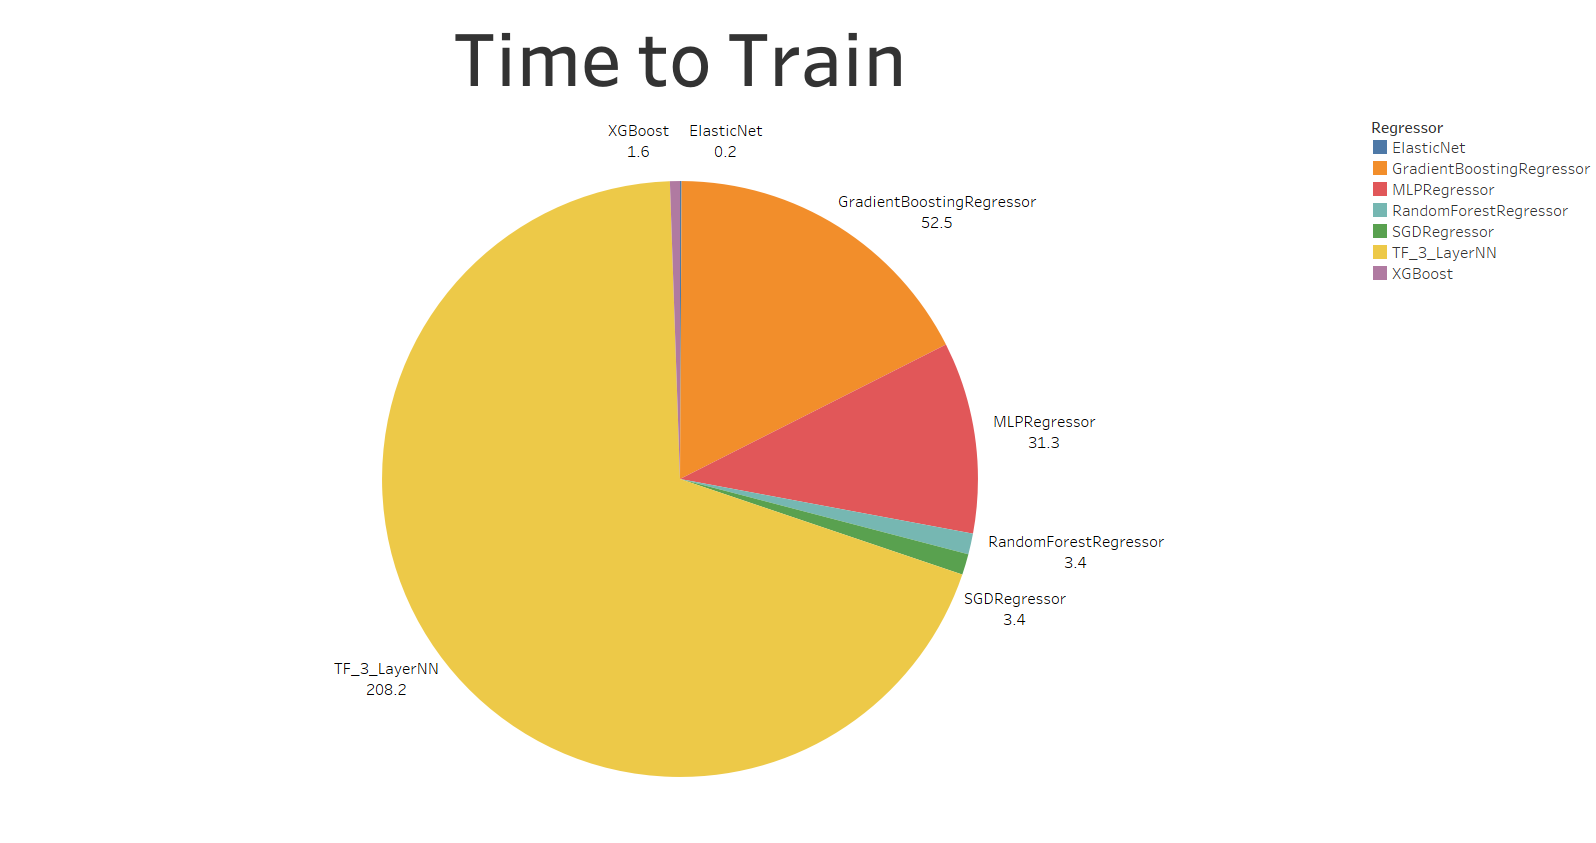 Time to Train
XGBoost
1.6
ElasticNet
0.2
GradientBoostingRegressor
52.5
MLPRegressor
31.3
RandomForestRegressor
3.4
SGDRegressor
3.4
TF_3_LayerNN
208.2
Regressor
ElasticNet
GradientBoostingRegressor
MLPRegressor
RandomForestRegressor
SGDRegressor
TF_3_LayerNN
XGBoost